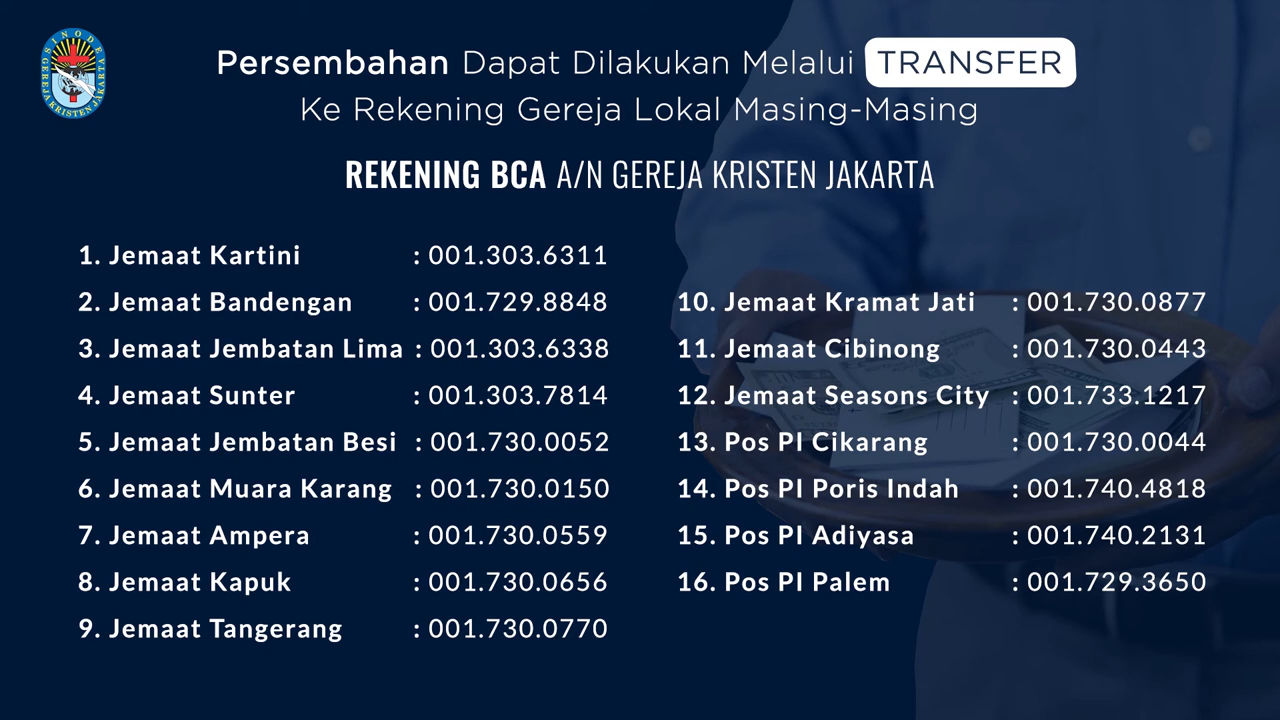 SINODE GEREJA KRISTEN JAKARTA
Persembahan Dapat Dilakukan Melalui TRANSFER
Ke Rekening Gereja Lokal Masing-Masing
REKENING BCA A/N GEREJA KRISTEN JAKARTA
1. Jemaat Kartini : 001.303.6311
2. Jemaat Bandengan : 001.729.8848
3. Jemaat Jembatan Lima : 001.303.6338
4. Jemaat Sunter : 001.303.7814
5. Jemaat Jembatan Besi : 001.730.0052
6. Jemaat Muara Karang : 001.730.0150
7. Jemaat Ampera : 001.730.0559
8. Jemaat Kapuk : 001.730.0656
9. Jemaat Tangerang : 001.730.0770
10. Jemaat Kramat Jati : 001.730.0877
11. Jemaat Cibinong : 001.730.0443
12. Jemaat Seasons City : 001.733.1217
13. Pos PI Cikarang : 001.730.0044
14. Pos PI Poris Indah : 001.740.4818
15. Pos PI Adiyasa : 001.740.2131
16. Pos PI Palem : 001.729.3650